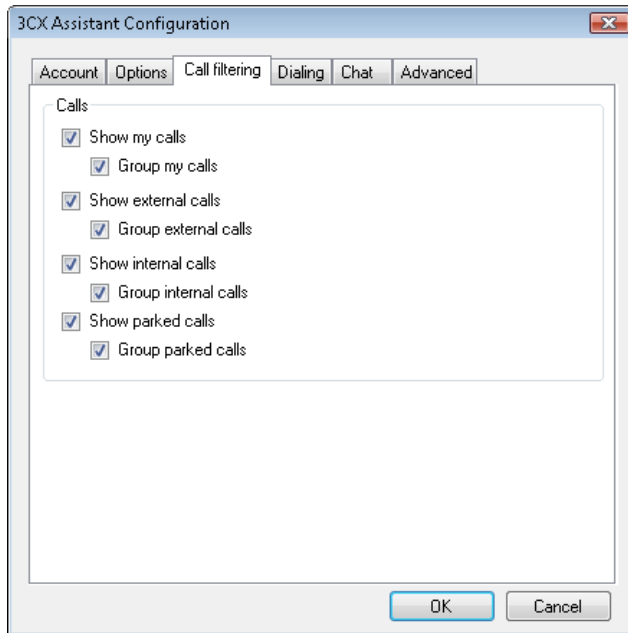 3CX Assistant Configuration
Account Options Call filtering Dialing Chat Advanced
Calls
Show my calls
Group my calls
Show external calls
Group external calls
Show internal calls
Group internal calls
Show parked calls
Group parked calls
OK Cancel